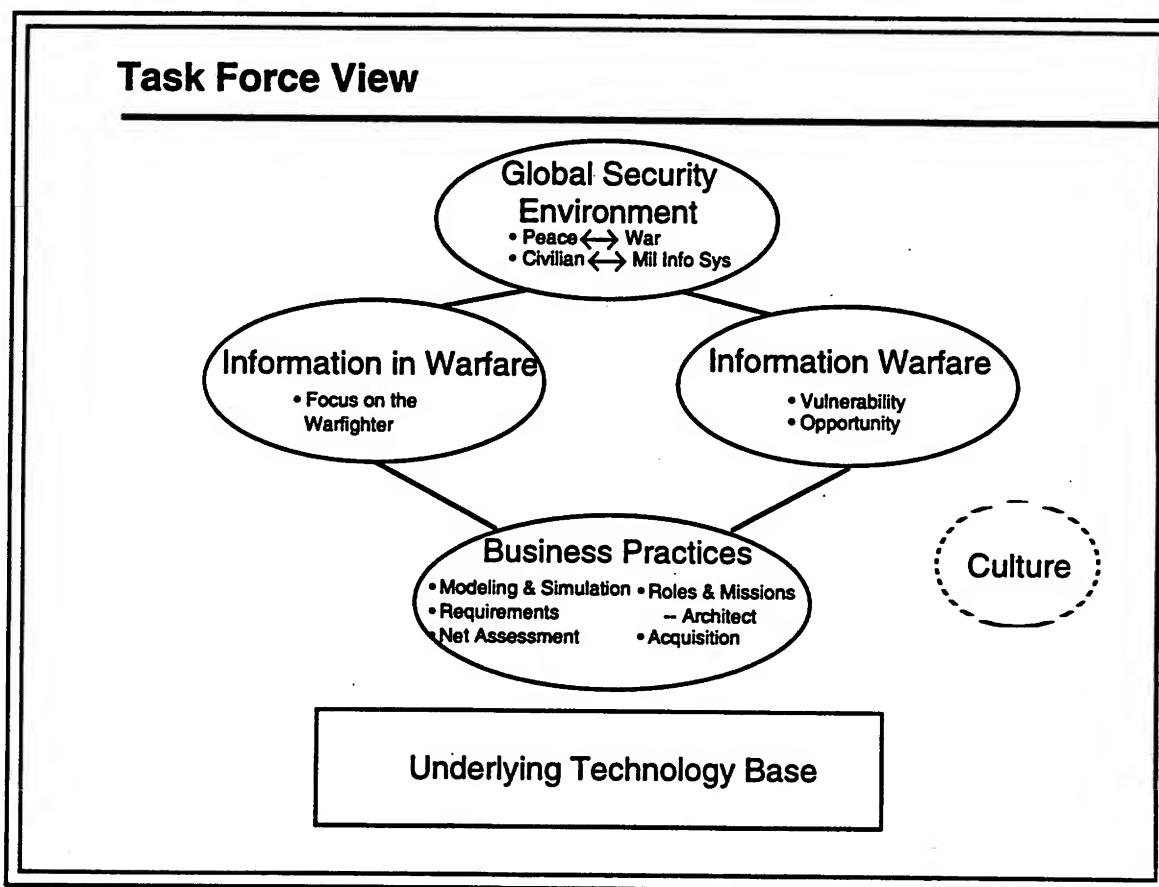 Task Force View
Global Security
Environment
• Peace ↔ War
• Civilian ↔ Mil Info Sys
Information in Warfare
• Focus on the
Warfighter
Information Warfare
• Vulnerability
• Opportunity
Business Practices
• Modeling & Simulation
• Requirements
• Net Assessment
• Roles & Missions
– Architect
• Acquisition
Culture
Underlying Technology Base